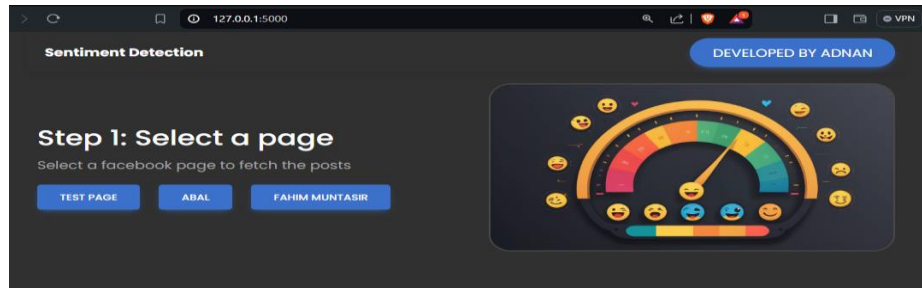 127.0.0.1:5000
VPN
Sentiment Detection
DEVELOPED BY ADNAN
Step 1: Select a page
Select a facebook page to fetch the posts
TEST PAGE
ABAL
FAHIM MUNTASIR